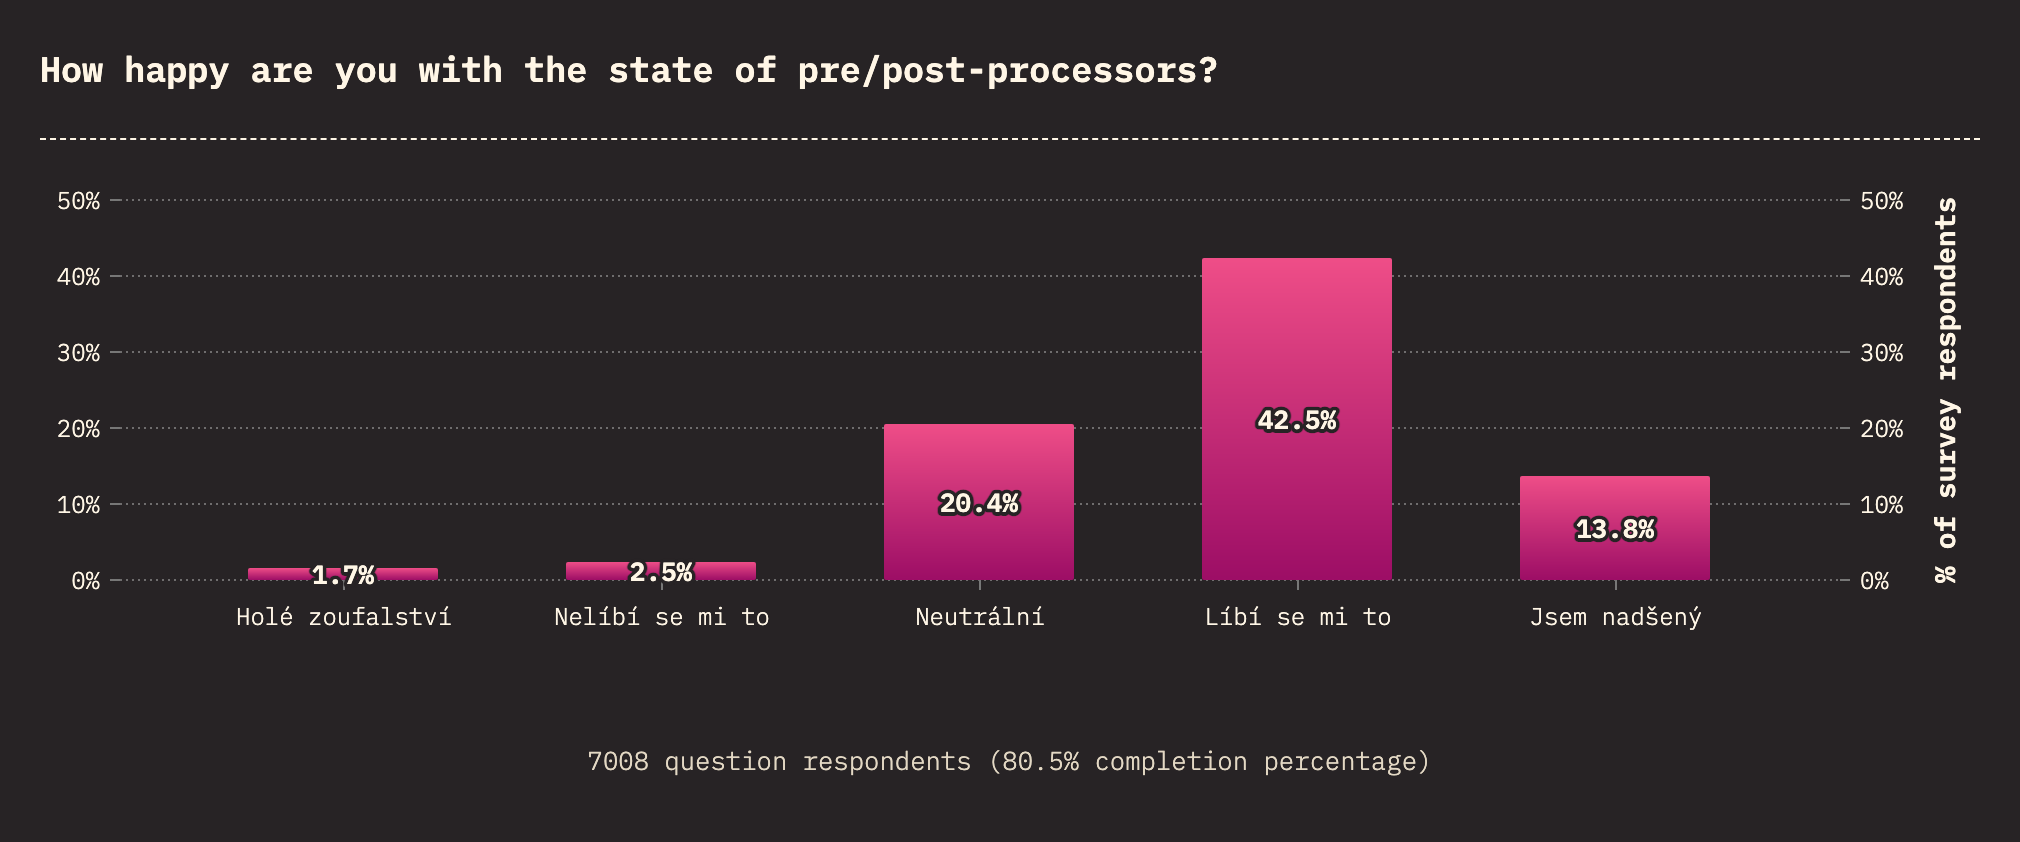 How happy are you with the state of pre/post-processors?
50%
40%
30%
20%
10%
0%
50%
40%
30%
20%
10%
0%
% of survey respondents
1.7%
2.5%
20.4%
42.5%
13.8%
Holé zoufalství
Nelíbí se mi to
Neutrální
Líbí se mi to
Jsem nadšený
7008 question respondents (80.5% completion percentage)